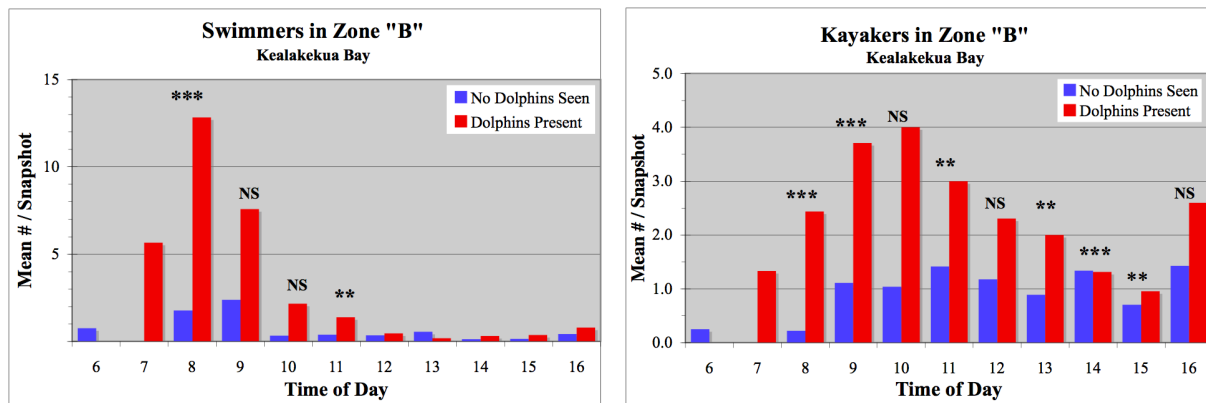 Swimmers in Zone "B"
Kealakekua Bay
15
10
5
Mean # / Snapshot
No Dolphins Seen
Dolphins Present
***
NS
NS
**
6 7 8 9 10 11 12 13 14 15 16
Time of Day
Kayakers in Zone "B"
Kealakekua Bay
5.0
4.0
3.0
2.0
1.0
0.0
Mean # / Snapshot
No Dolphins Seen
Dolphins Present
***
***
NS
**
NS
**
***
**
NS
6 7 8 9 10 11 12 13 14 15 16
Time of Day